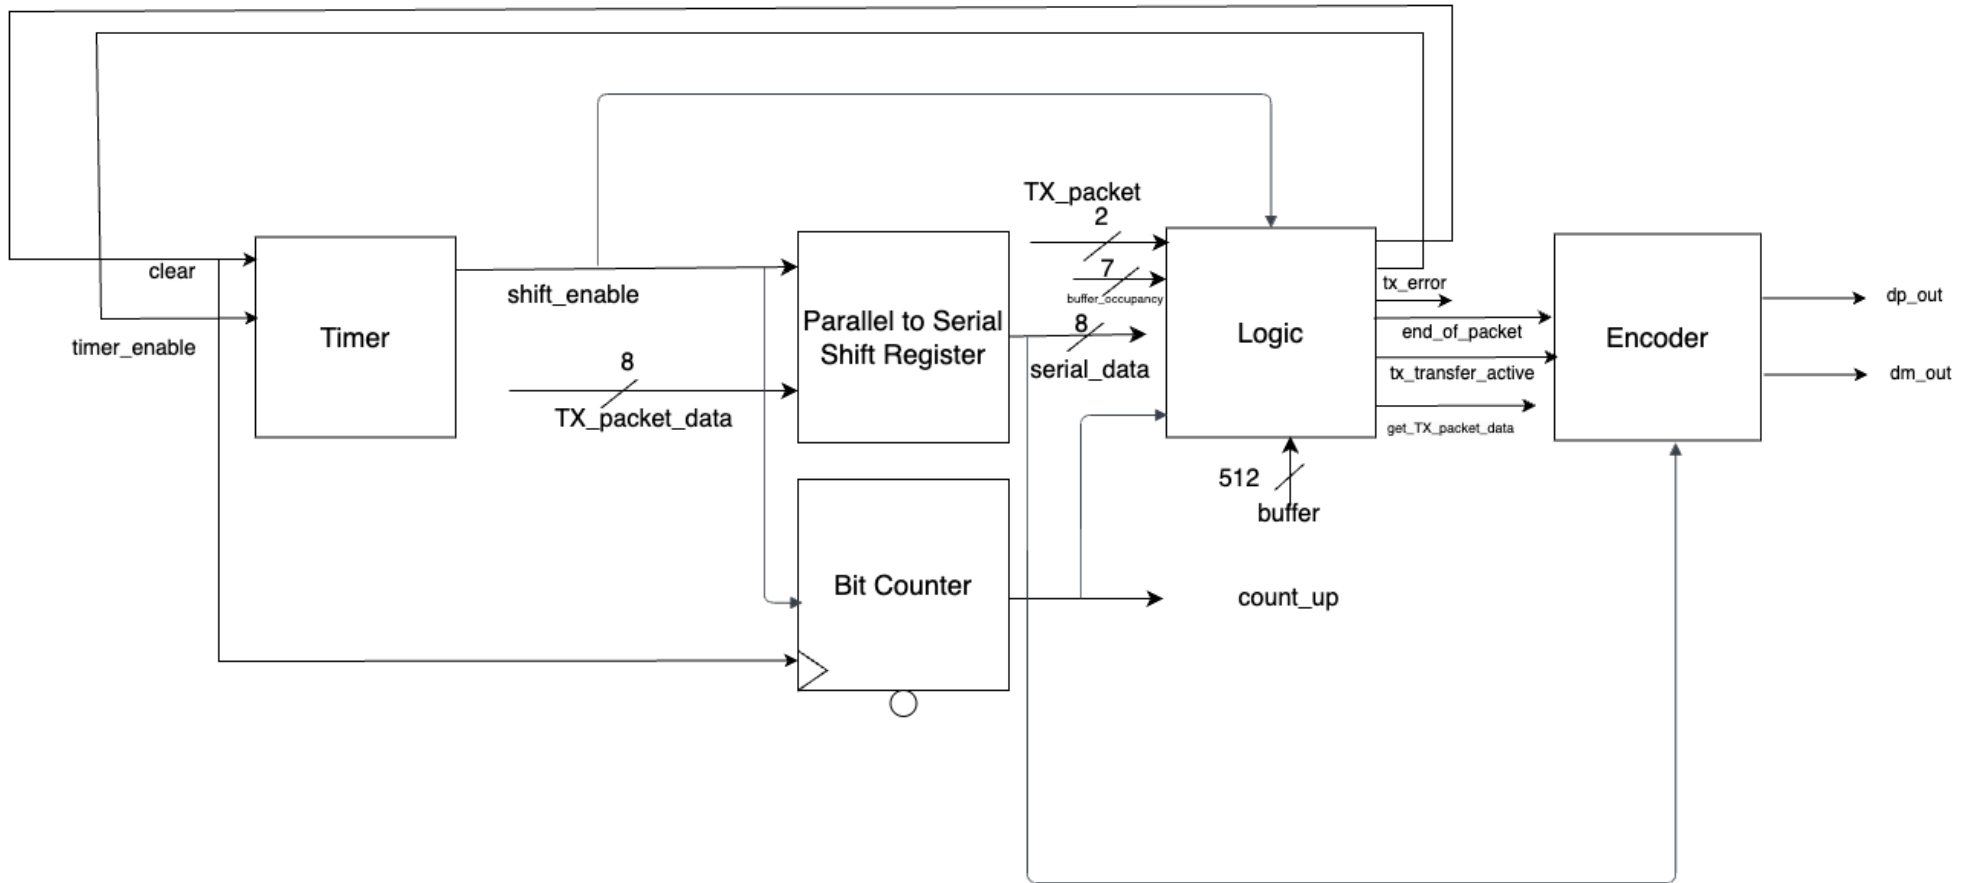 TX_packet
2
7
buffer_occupancy
8
serial_data
clear
timer_enable
Timer
shift_enable
8
TX_packet_data
Parallel to Serial
Shift Register
Logic
tx_error
end_of_packet
tx_transfer_active
get_TX_packet_data
Encoder
dp_out
dm_out
512
buffer
Bit Counter
count_up